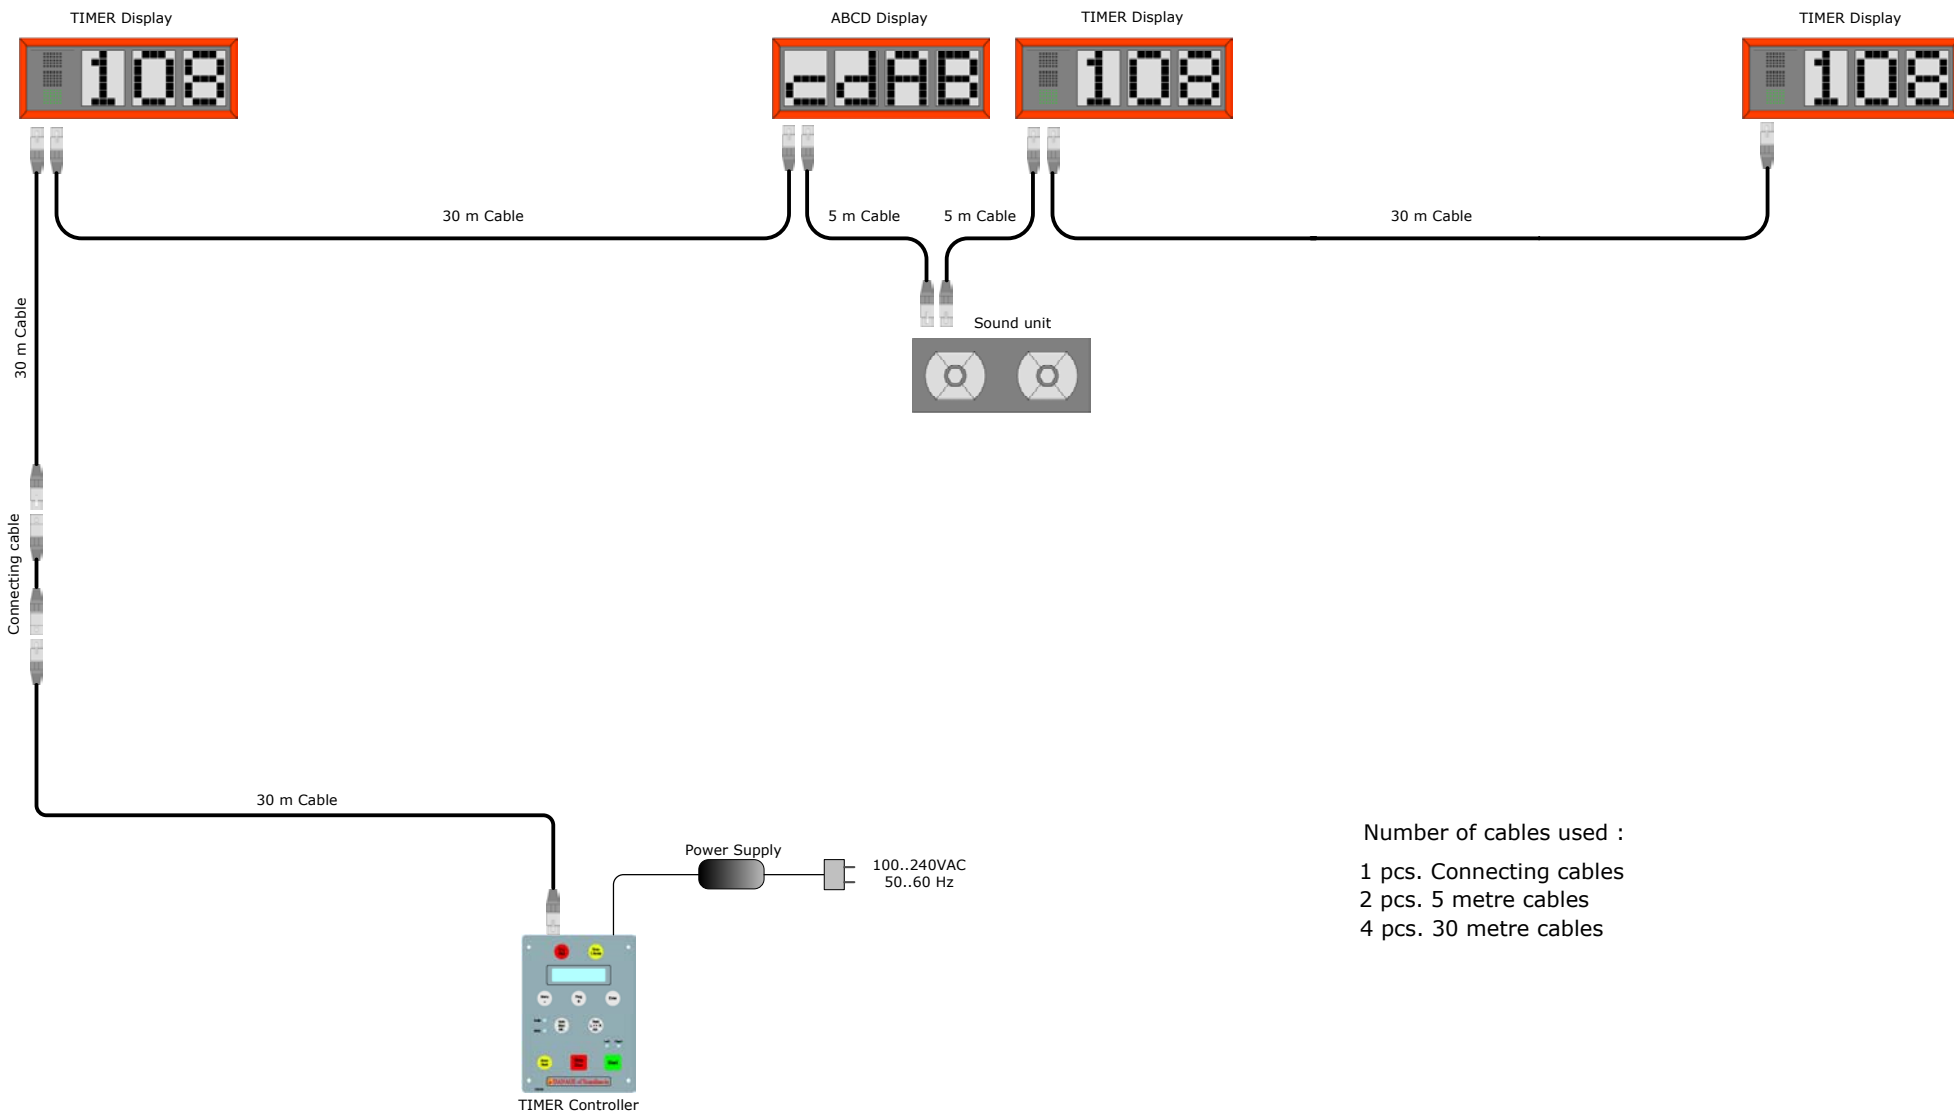 TIMER Display
ABCD Display
TIMER Display
TIMER Display
108
cdAB
108
108
30 m Cable
5 m Cable
5 m Cable
30 m Cable
30 m Cable
Sound unit
Connecting cable
30 m Cable
Power Supply
100..240VAC
50..60 Hz
Number of cables used :
1 pcs. Connecting cables
2 pcs. 5 metre cables
4 pcs. 30 metre cables
TIMER Controller